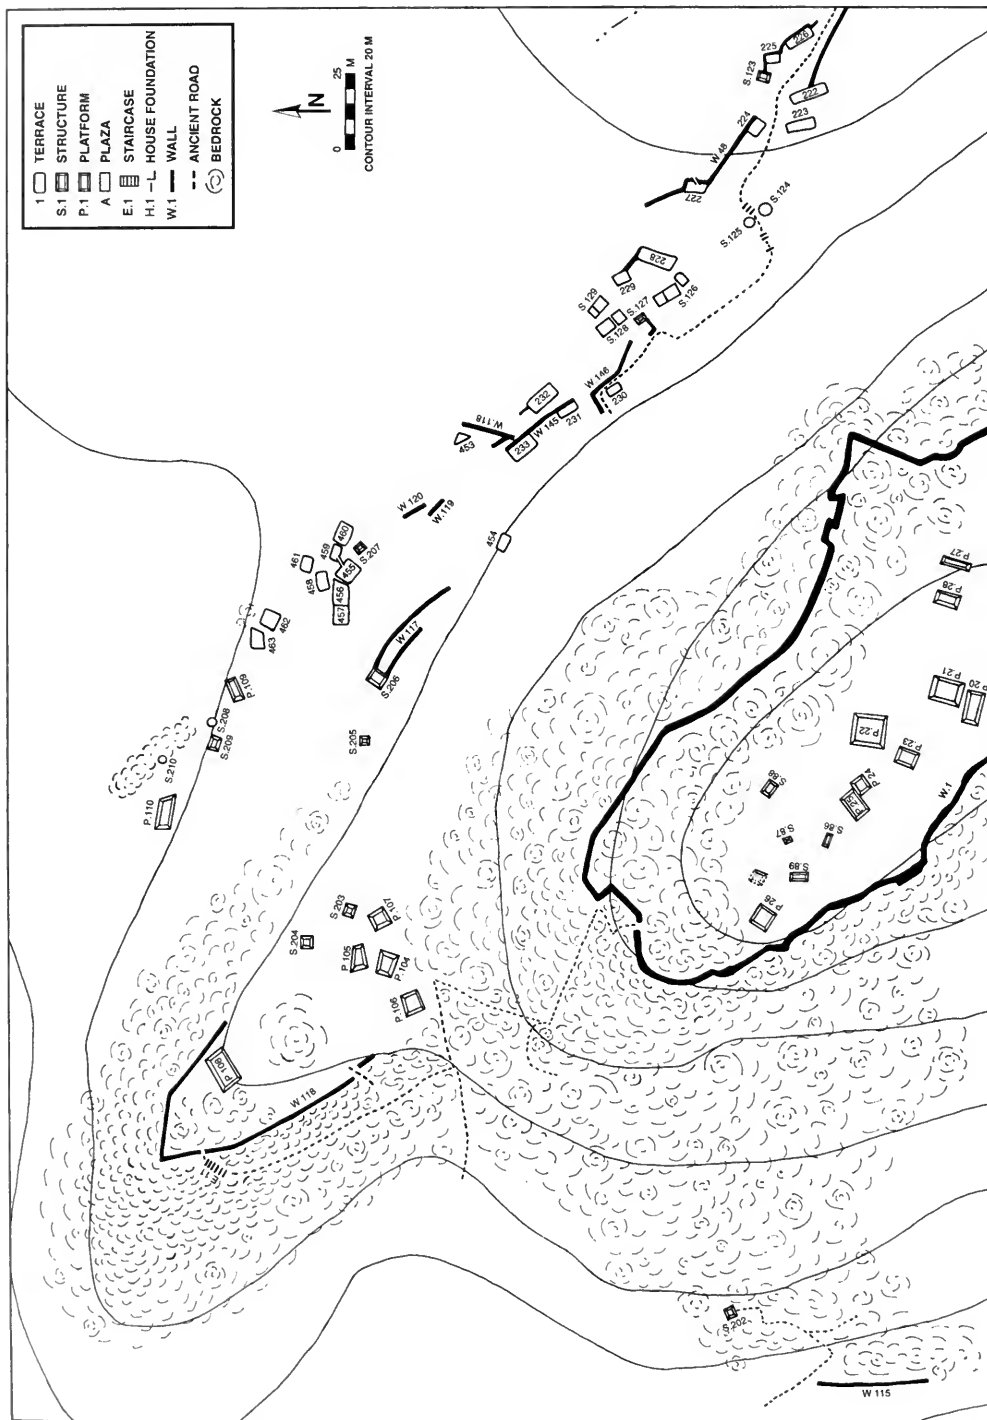 1 TERRACE
S.1 STRUCTURE
P.1 PLATFORM
A PLAZA
E.1 STAIRCASE
H.1 HOUSE FOUNDATION
W.1 WALL
ANCIENT ROAD
BEDROCK
N
0 25 M
CONTOUR INTERVAL 20 M
226
225
S.123
222
223
224
W 48
227
S.124
S.125
228
229
S.126
S.127
S.129
S.128
W 146
230
231
232
W 145
233
W.118
453
W 120
W.119
454
461
460
459
458
455
S.207
456
457
462
463
W 117
S.206
P.109
S.208
S.209
S.205
S.210
P.110
S 203
P.107
S 204
P 105
P.104
P.106
P 108
W 118
E.1
P.27
P.28
P.21
P 20
P.22
P.23
P 24
P.25
S.88
S.87
S.86
S.89
P 26
W.1
S.202
W 115